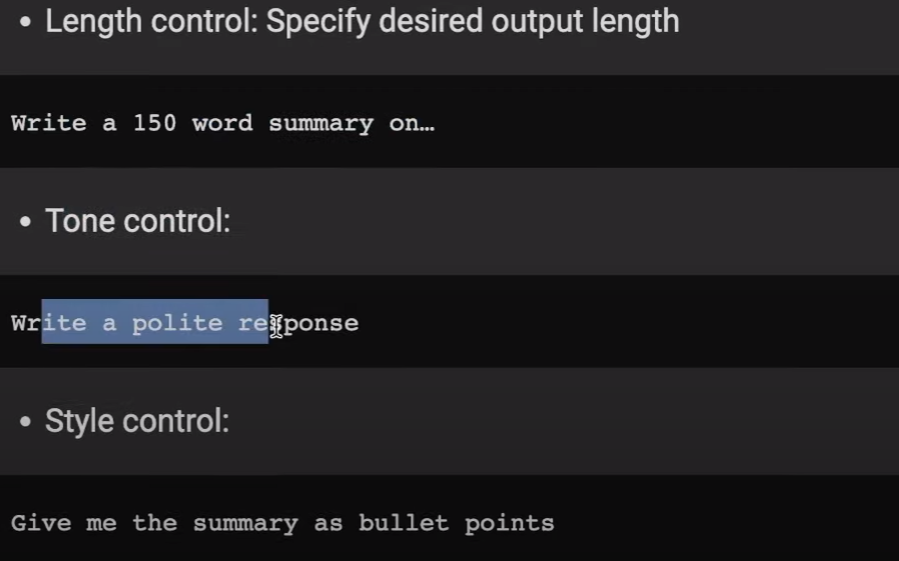 • Length control: Specify desired output length
Write a 150 word summary on…
• Tone control:
Write a polite response
• Style control:
Give me the summary as bullet points